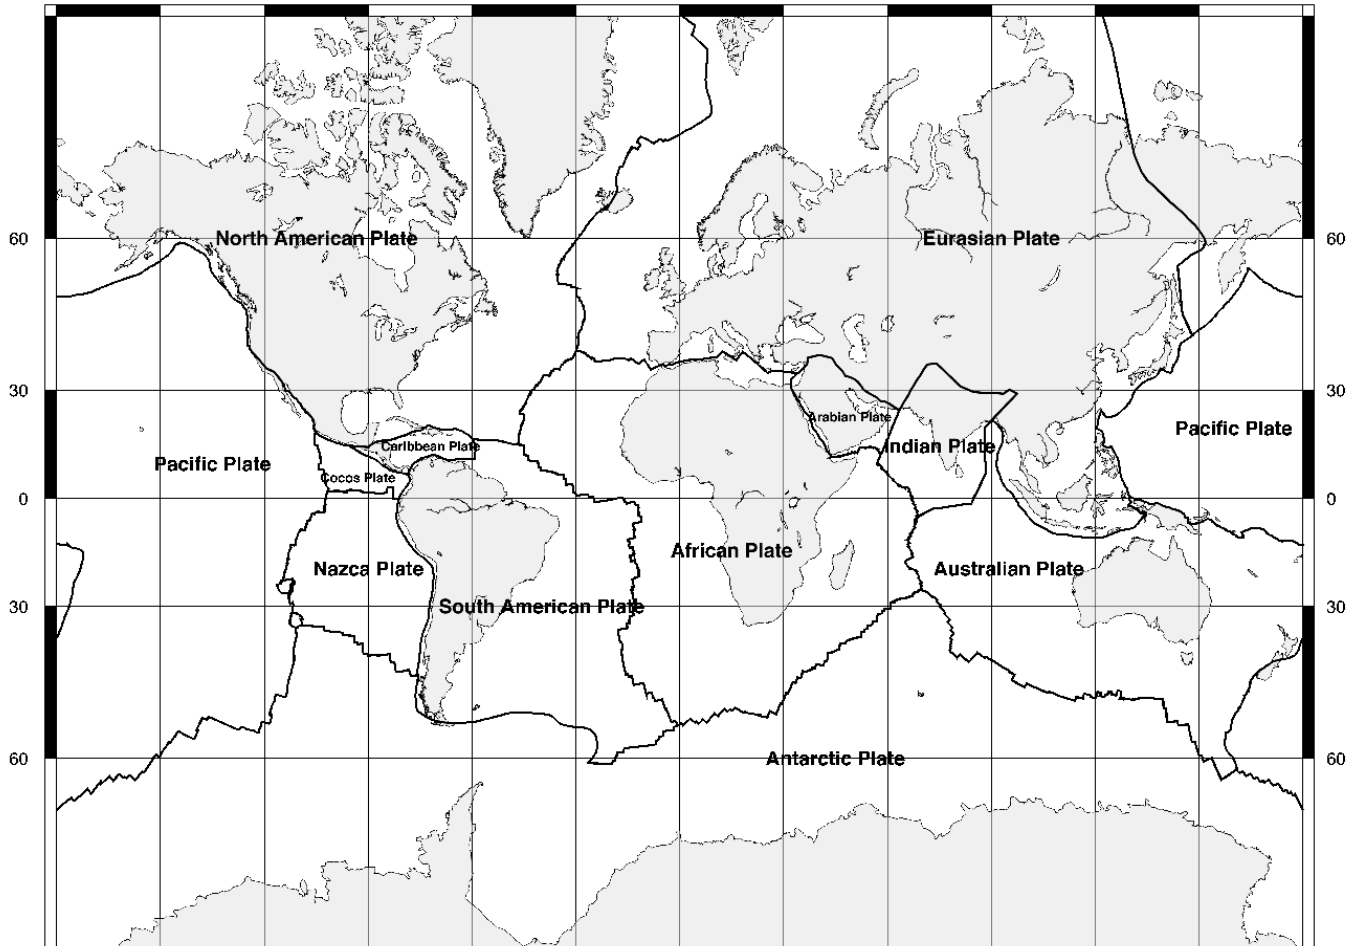 North American Plate
Eurasian Plate
60
60
30
30
Arabian Plate
Pacific Plate
Caribbean Plate
Indian Plate
Pacific Plate
Cocos Plate
0
0
African Plate
Nazca Plate
Australian Plate
South American Plate
30
30
60
Antarctic Plate
60